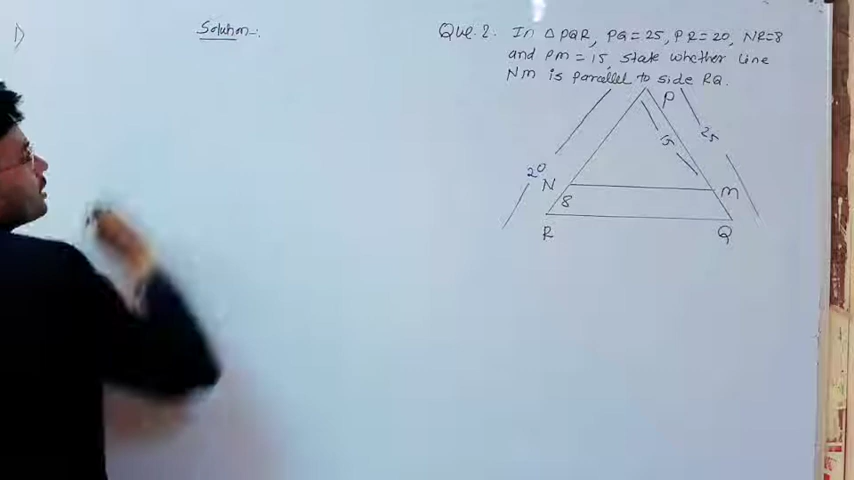 D
Solution:-
Que. 2. In △ PQR, PQ = 25, PR = 20, NR=8
and PM = 15, state whether line
NM is parallel to side RQ.
P
15
25
20
N
M
8
R
Q